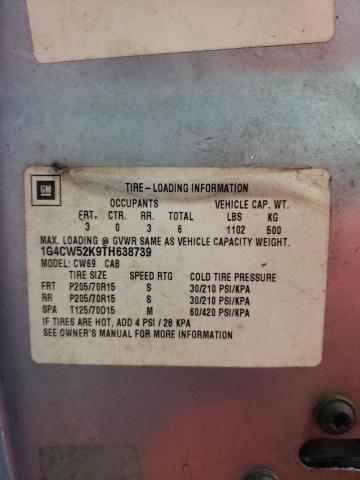 GM
TIRE-LOADING INFORMATION
OCCUPANTS VEHICLE CAP. WT.
FRT. CTR. RR. TOTAL LBS KG
3 0 3 6 1102 500
MAX. LOADING @ GVWR SAME AS VEHICLE CAPACITY WEIGHT.
1G4CW52K9TH638739
MODEL: CW69 CAB
TIRE SIZE SPEED RTG COLD TIRE PRESSURE
FRT P205/70R15 S 30/210 PSI/KPA
RR P205/70R15 S 30/210 PSI/KPA
SPA T125/70D15 M 60/420 PSI/KPA
IF TIRES ARE HOT, ADD 4 PSI / 28 KPA
SEE OWNER'S MANUAL FOR MORE INFORMATION